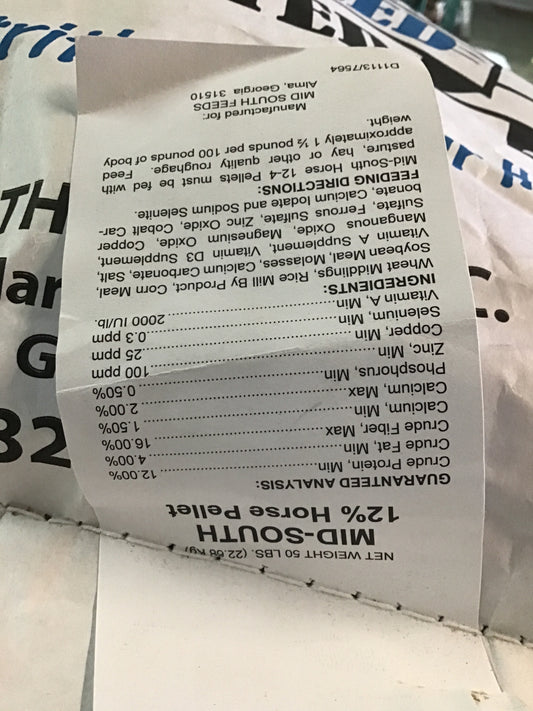 NET WEIGHT 50 LBS. (22.68 Kg)
MID-SOUTH
12% Horse Pellet
GUARANTEED ANALYSIS:
Crude Protein, Min..........................12.00%
Crude Fat, Min................................4.00%
Crude Fiber, Max..........................16.00%
Calcium, Min...................................1.50%
Calcium, Max..................................2.00%
Phosphorus, Min.............................0.50%
Zinc, Min......................................100 ppm
Copper, Min...................................25 ppm
Selenium, Min................................0.3 ppm
Vitamin A, Min..........................2000 IU/lb.
INGREDIENTS:
Wheat Middlings, Rice Mill By Product, Corn Meal,
Soybean Meal, Molasses, Calcium Carbonate, Salt,
Vitamin A Supplement, Vitamin D3 Supplement,
Manganous Oxide, Magnesium Oxide, Copper
Sulfate, Ferrous Sulfate, Zinc Oxide, Cobalt Car-
bonate, Calcium Iodate and Sodium Selenite.
FEEDING DIRECTIONS:
Mid-South Horse 12-4 Pellets must be fed with
pasture, hay or other quality roughage. Feed
approximately 1 ½ pounds per 100 pounds of body
weight.
Manufactured for:
MID SOUTH FEEDS
Alma, Georgia 31510
D1113/7564
TH
G
C.
82